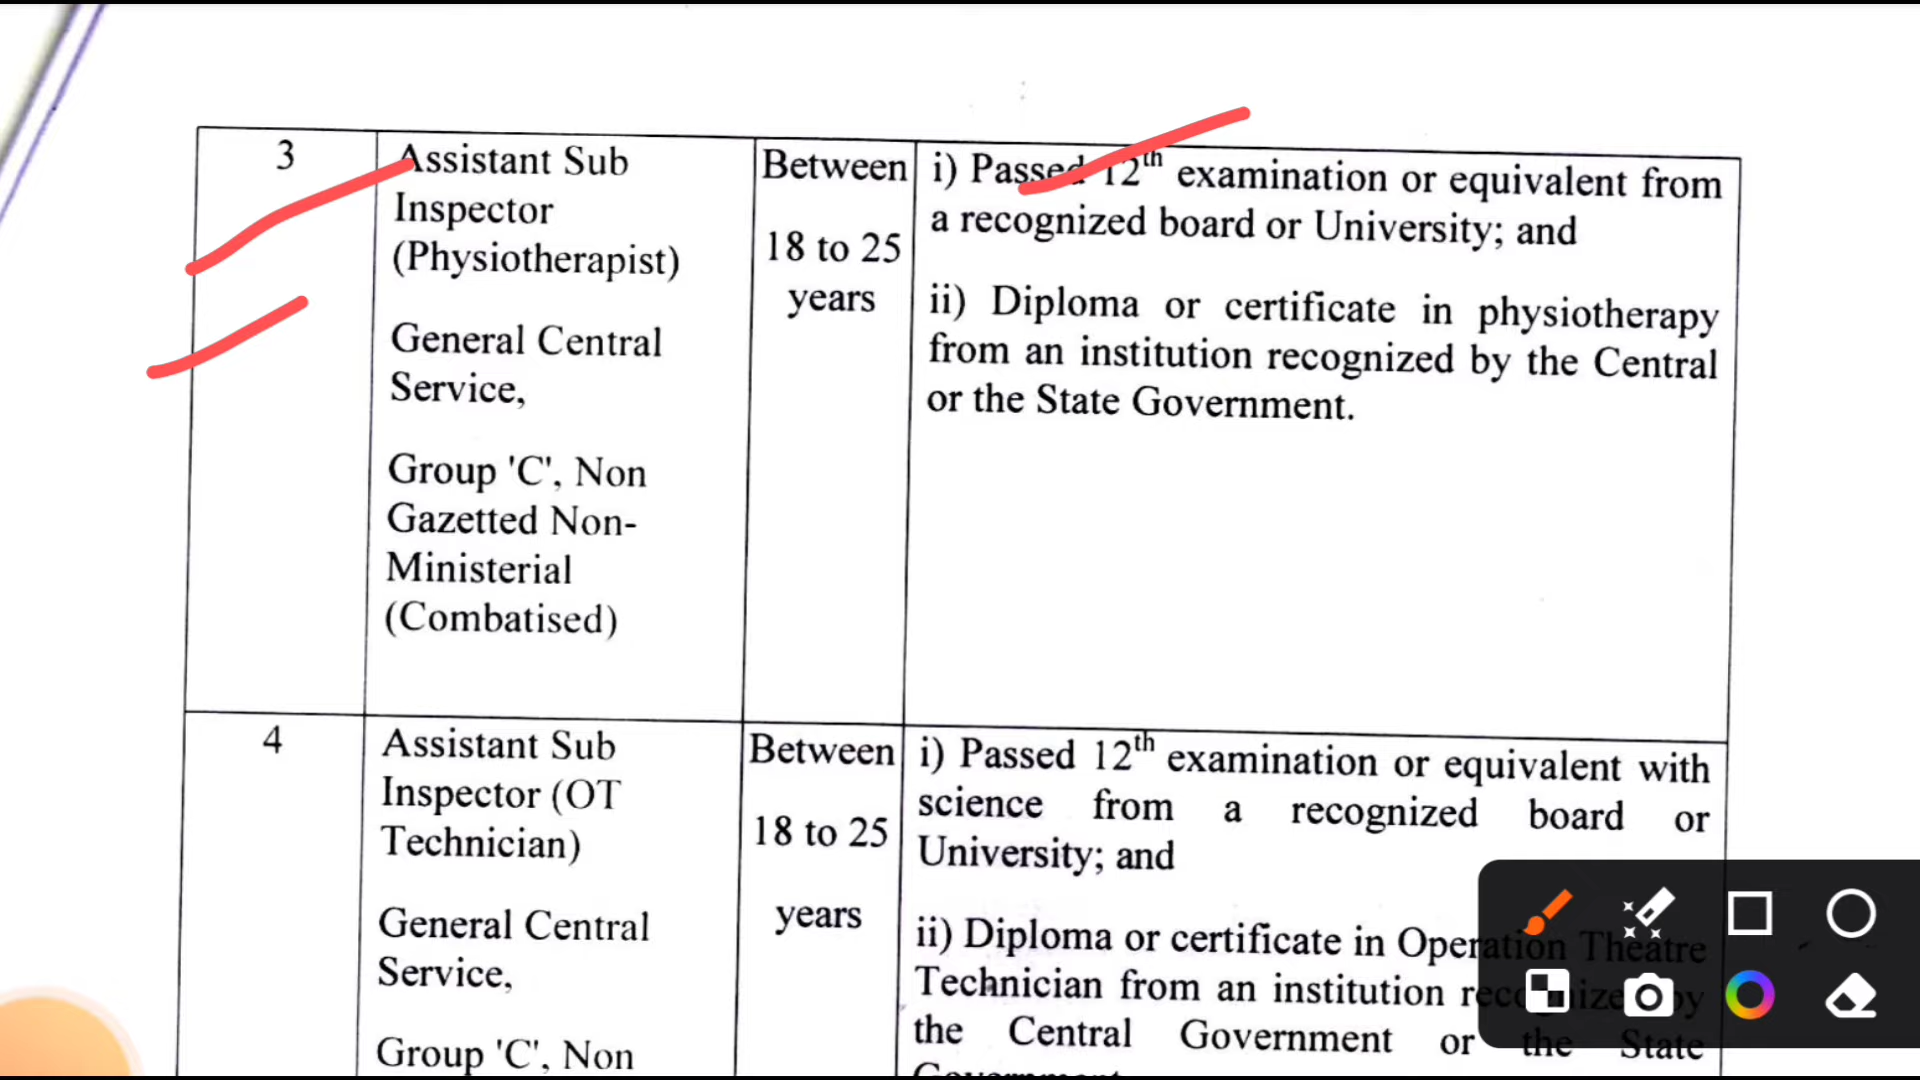 3
Assistant Sub
Inspector
(Physiotherapist)
General Central
Service,
Group 'C', Non
Gazetted Non-
Ministerial
(Combatised)
Between
18 to 25
years
i) Passed 12th examination or equivalent from
a recognized board or University; and
ii) Diploma or certificate in physiotherapy
from an institution recognized by the Central
or the State Government.
4
Assistant Sub
Inspector (OT
Technician)
General Central
Service,
Group 'C', Non
Between
18 to 25
years
i) Passed 12th examination or equivalent with
science from a recognized board or
University; and
ii) Diploma or certificate in Operation Theatre
Technician from an institution recognized by
the Central Government or the State